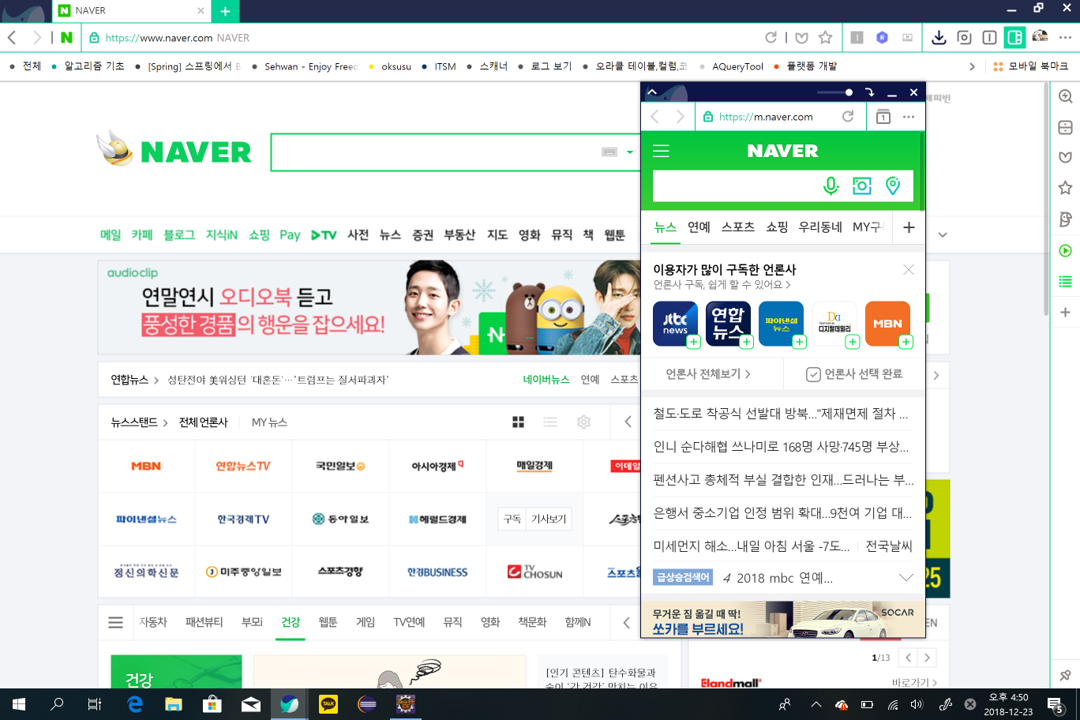 NAVER
https://www.naver.com NAVER
전체
알고리즘 기초
[Spring] 스프링에서 B
Sehwan - Enjoy Free
oksusu
ITSM
스캐너
로그 보기
오라클 테이블,컬럼,코
AQueryTool
플랫폼 개발
모바일 북마크
NAVER
메일 카페 블로그 지식iN 쇼핑 Pay TV 사전 뉴스 증권 부동산 지도 영화 뮤직 책 웹툰
audioclip
연말연시 오디오북 듣고
풍성한 경품의 행운을 잡으세요!
N
연합뉴스 > 성탄전야 美워싱턴 '대혼돈'…"트럼프는 질서파괴자"
네이버뉴스 연예 스포츠
뉴스스탠드 > 전체 언론사 MY 뉴스
MBN 연합뉴스TV 국민일보 아시아경제 매일경제 이데일
파이낸셜뉴스 한국경제TV 동아일보 헤럴드경제 구독 기사보기
정신의학신문 미주중앙일보 스포츠경향 한경BUSINESS TV CHOSUN
자동차 패션뷰티 부모i 건강 웹툰 게임 TV연예 뮤직 영화 책문화 함께N
건강
[인기 콘텐츠] 탄수화물과
1/13
Elandmall
바로가기 >
https://m.naver.com
1
NAVER
뉴스 연예 스포츠 쇼핑 우리동네 MY구
이용자가 많이 구독한 언론사
언론사 구독, 쉽게 할 수 있어요 >
jtbc news
연합뉴스
파이낸셜뉴스
디지털데일리
MBN
언론사 전체보기 >
언론사 선택 완료
철도·도로 착공식 선발대 방북…"제재면제 절차 ...
인니 순다해협 쓰나미로 168명 사망·745명 부상...
펜션사고 총체적 부실 결합한 인재…드러나는 부...
은행서 중소기업 인정 범위 확대…9천여 기업 대...
미세먼지 해소…내일 아침 서울 -7도...
전국날씨
급상승검색어 4 2018 mbc 연예...
무거운 짐 옮길 때 딱!
쏘카를 부르세요!
SOCAR
25
EN
TALK
오후 4:50
2018-12-23
5